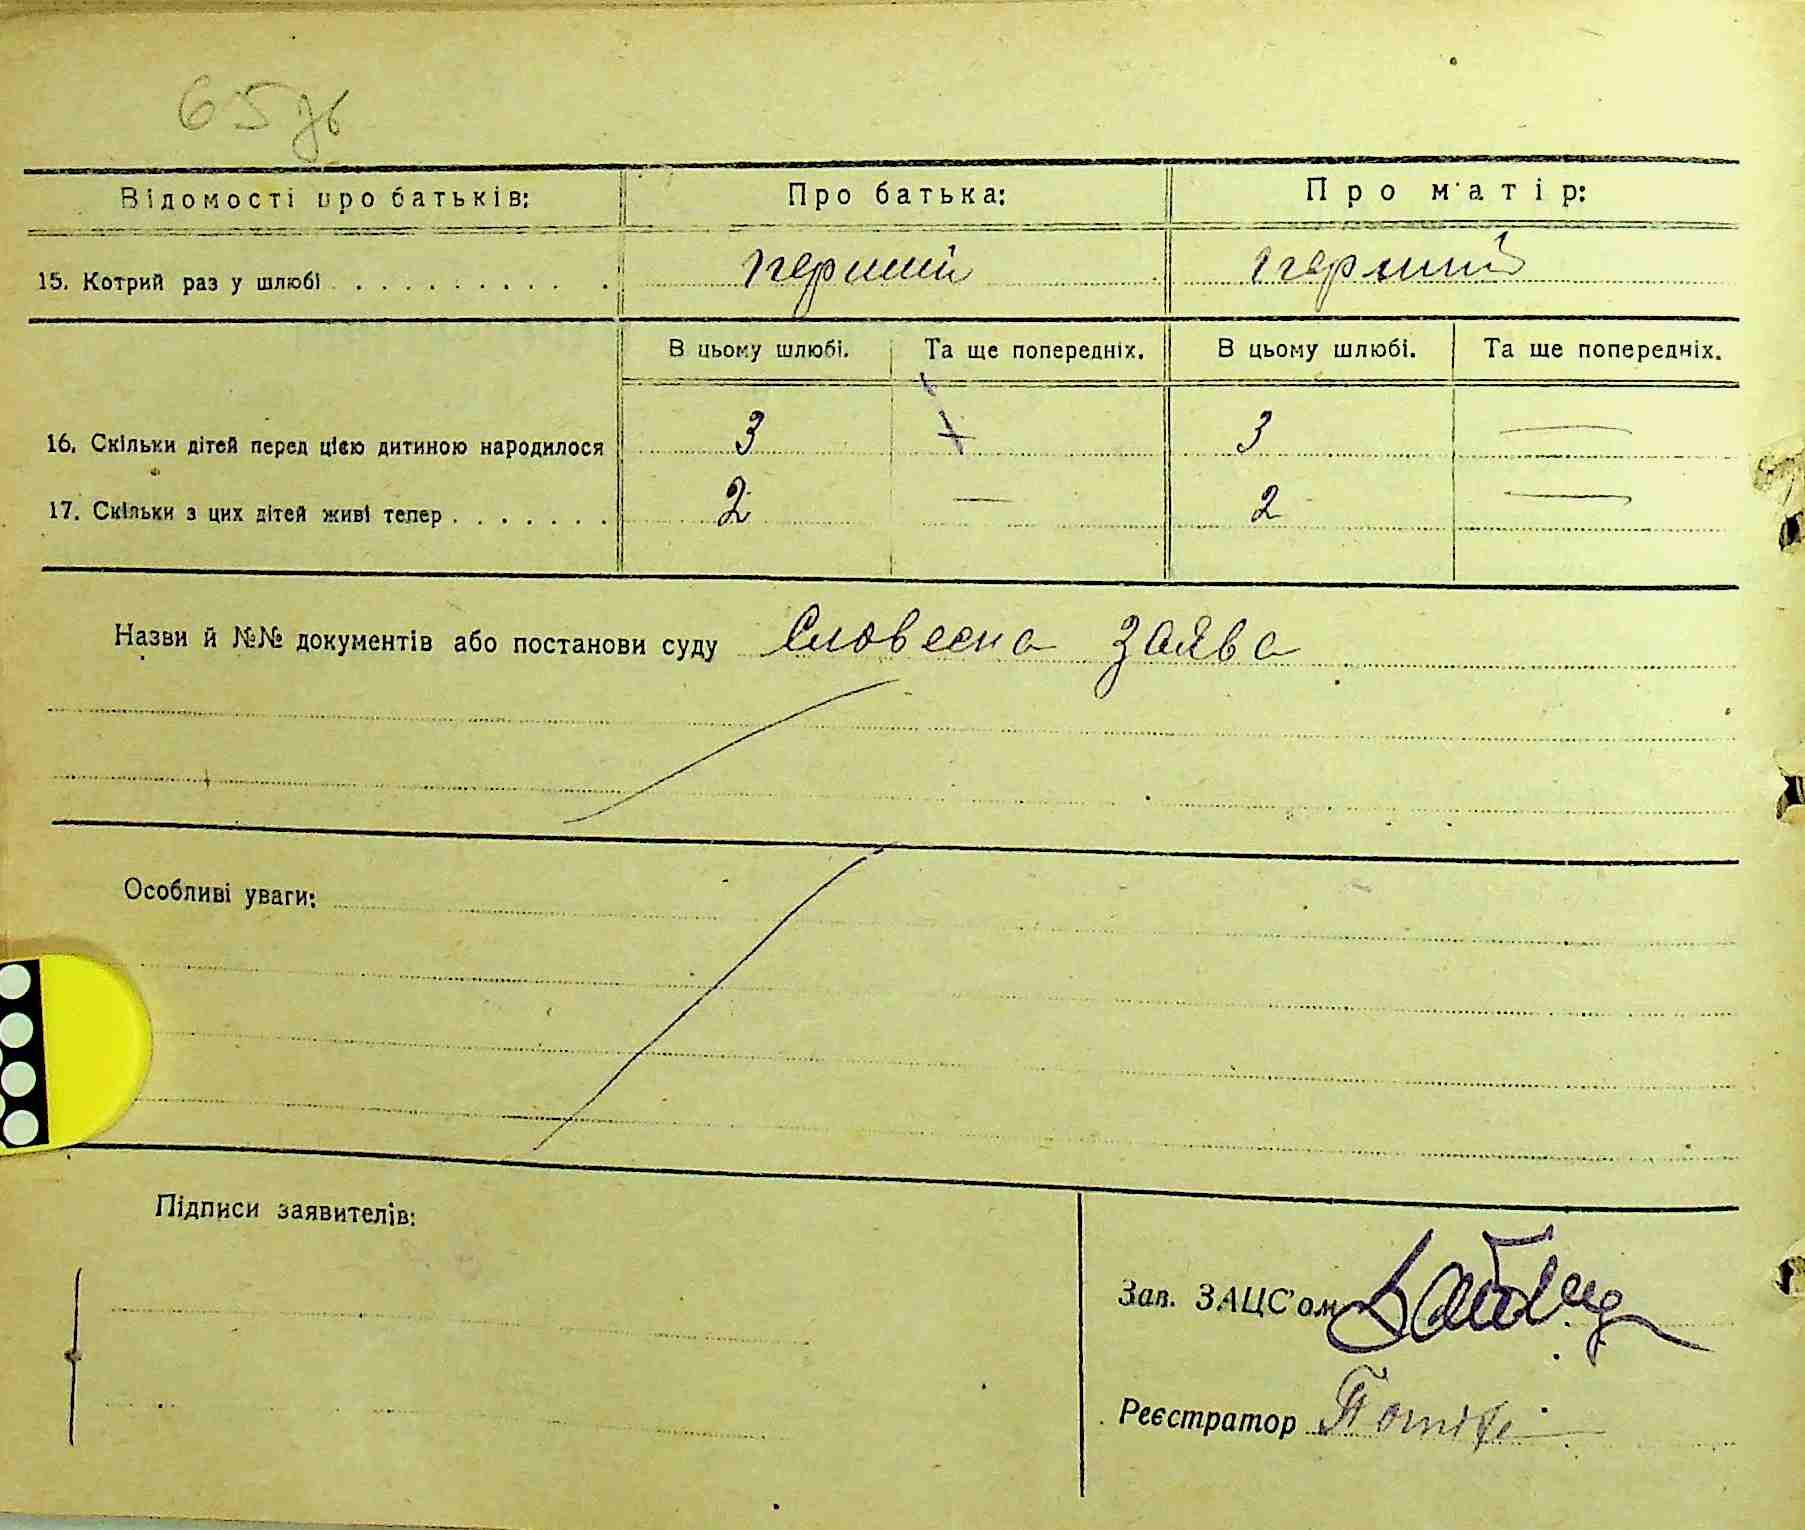 65 зв
Відомості про батьків: Про батька: Про матір:
15. Котрий раз у шлюбі . . . . . . . . . . перший перший
В цьому шлюбі. Та ще попередніх. В цьому шлюбі. Та ще попередніх.
16. Скільки дітей перед цією дитиною народилося 3 — 3 —
17. Скільки з цих дітей живі тепер . . . . . . . 2 — 2 —
Назви й №№ документів або постанови суду Словесна заява
Особливі уваги:
Підписи заявителів:
Зав. ЗАЦС'ом
Реєстратор